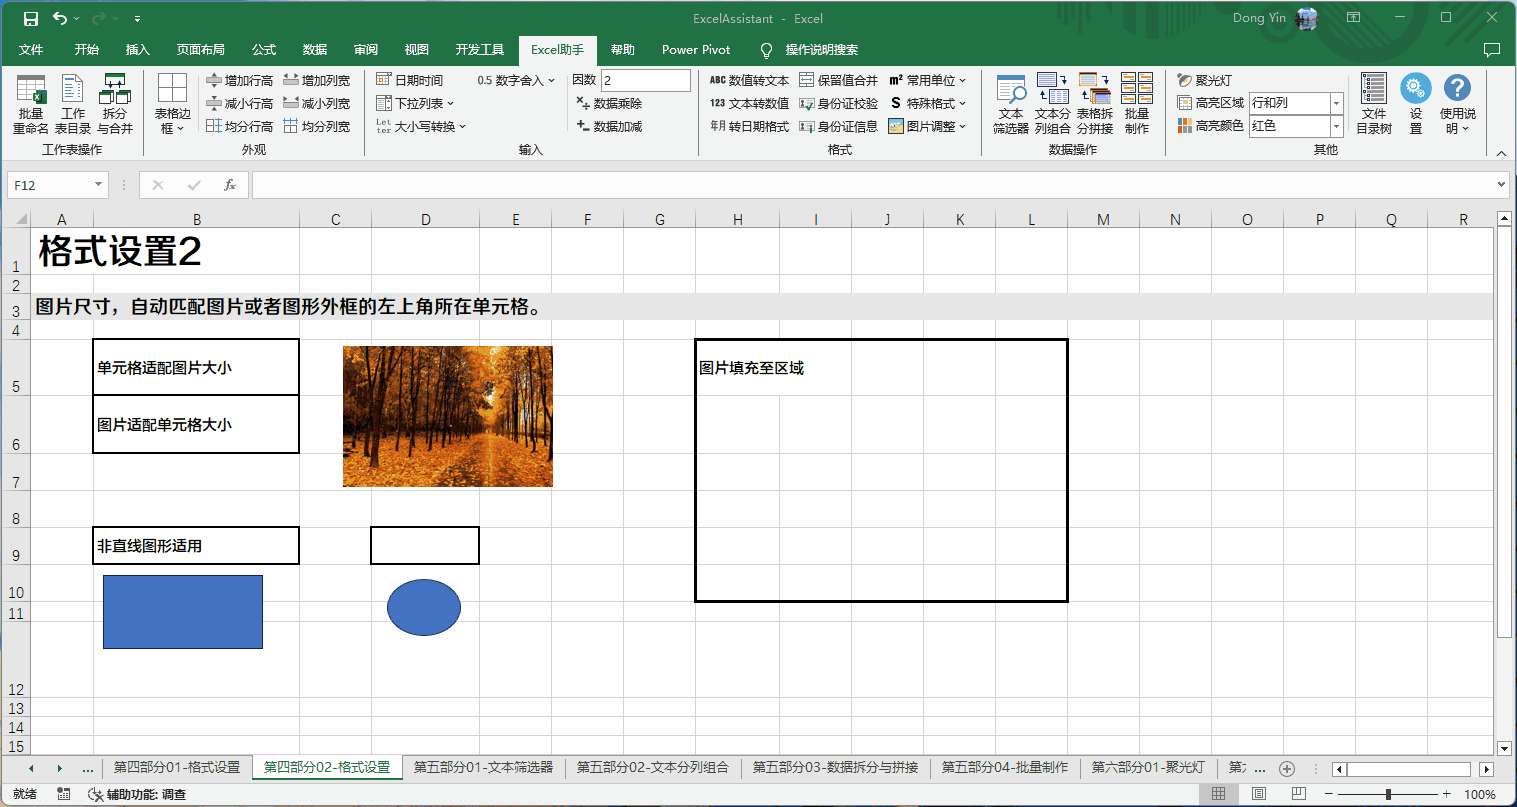 ExcelAssistant - Excel
Dong Yin
文件 开始 插入 页面布局 公式 数据 审阅 视图 开发工具 Excel助手 帮助 Power Pivot 操作说明搜索
批量重命名
工作表目录
拆分与合并
工作表操作
表格边框
增加行高 增加列宽
减小行高 减小列宽
均分行高 均分列宽
外观
日期时间 0.5 数字舍入
下拉列表
Letter 大小写转换
因数 2
数据乘除
数据加减
输入
ABC 数值转文本 保留值合并 m² 常用单位
123 文本转数值 身份证校验 S 特殊格式
年月 转日期格式 身份证信息 图片调整
格式
文本筛选器
文本分列组合
表格拆分拼接
批量制作
数据操作
聚光灯
高亮区域 行和列
高亮颜色 红色
文件目录树
设置
使用说明
其他
F12 fx
A B C D E F G H I J K L M N O P Q R
1 格式设置2
2
3 图片尺寸，自动匹配图片或者图形外框的左上角所在单元格。
4
5 单元格适配图片大小 图片填充至区域
6 图片适配单元格大小
7
8
9 非直线图形适用
10
11
12
13
14
15
... 第四部分01-格式设置 第四部分02-格式设置 第五部分01-文本筛选器 第五部分02-文本分列组合 第五部分03-数据拆分与拼接 第五部分04-批量制作 第六部分01-聚光灯 ...
就绪 辅助功能: 调查 100%